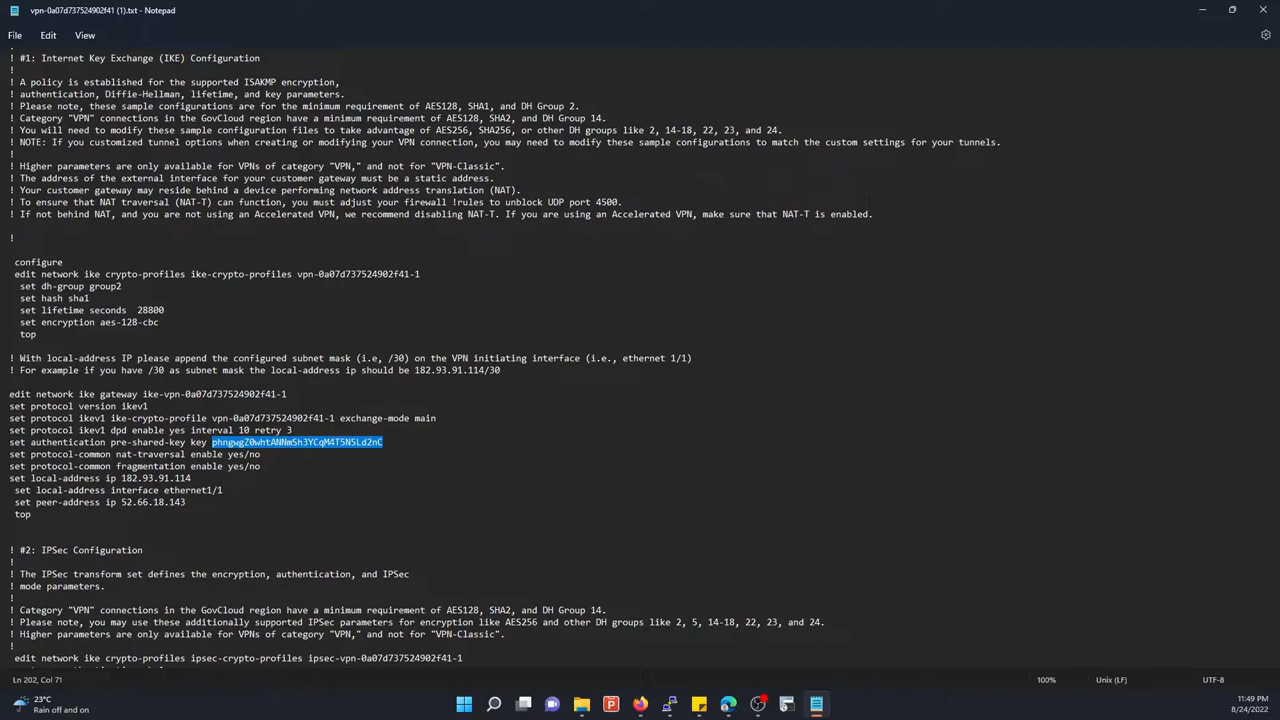 vpn-0a07d737524902f41 (1).txt - Notepad
File Edit View
! #1: Internet Key Exchange (IKE) Configuration
!
! A policy is established for the supported ISAKMP encryption,
! authentication, Diffie-Hellman, lifetime, and key parameters.
! Please note, these sample configurations are for the minimum requirement of AES128, SHA1, and DH Group 2.
! Category "VPN" connections in the GovCloud region have a minimum requirement of AES128, SHA2, and DH Group 14.
! You will need to modify these sample configuration files to take advantage of AES256, SHA256, or other DH groups like 2, 14-18, 22, 23, and 24.
! NOTE: If you customized tunnel options when creating or modifying your VPN connection, you may need to modify these sample configurations to match the custom settings for your tunnels.
!
! Higher parameters are only available for VPNs of category "VPN," and not for "VPN-Classic".
! The address of the external interface for your customer gateway must be a static address.
! Your customer gateway may reside behind a device performing network address translation (NAT).
! To ensure that NAT traversal (NAT-T) can function, you must adjust your firewall !rules to unblock UDP port 4500.
! If not behind NAT, and you are not using an Accelerated VPN, we recommend disabling NAT-T. If you are using an Accelerated VPN, make sure that NAT-T is enabled.
!
configure
edit network ike crypto-profiles ike-crypto-profiles vpn-0a07d737524902f41-1
set dh-group group2
set hash sha1
set lifetime seconds  28800
set encryption aes-128-cbc
top
! With local-address IP please append the configured subnet mask (i.e, /30) on the VPN initiating interface (i.e., ethernet 1/1)
! For example if you have /30 as subnet mask the local-address ip should be 182.93.91.114/30
edit network ike gateway ike-vpn-0a07d737524902f41-1
set protocol version ikev1
set protocol ikev1 ike-crypto-profile vpn-0a07d737524902f41-1 exchange-mode main
set protocol ikev1 dpd enable yes interval 10 retry 3
set authentication pre-shared-key key phngwgZ0whtANNmSh3YCqM4T5N5Ld2nC
set protocol-common nat-traversal enable yes/no
set protocol-common fragmentation enable yes/no
set local-address ip 182.93.91.114
set local-address interface ethernet1/1
set peer-address ip 52.66.18.143
top
! #2: IPSec Configuration
!
! The IPSec transform set defines the encryption, authentication, and IPSec
! mode parameters.
!
! Category "VPN" connections in the GovCloud region have a minimum requirement of AES128, SHA2, and DH Group 14.
! Please note, you may use these additionally supported IPSec parameters for encryption like AES256 and other DH groups like 2, 5, 14-18, 22, 23, and 24.
! Higher parameters are only available for VPNs of category "VPN," and not for "VPN-Classic".
!
edit network ike crypto-profiles ipsec-crypto-profiles ipsec-vpn-0a07d737524902f41-1
Ln 202, Col 71 100% Unix (LF) UTF-8
23°C
Rain off and on
11:49 PM
8/24/2022